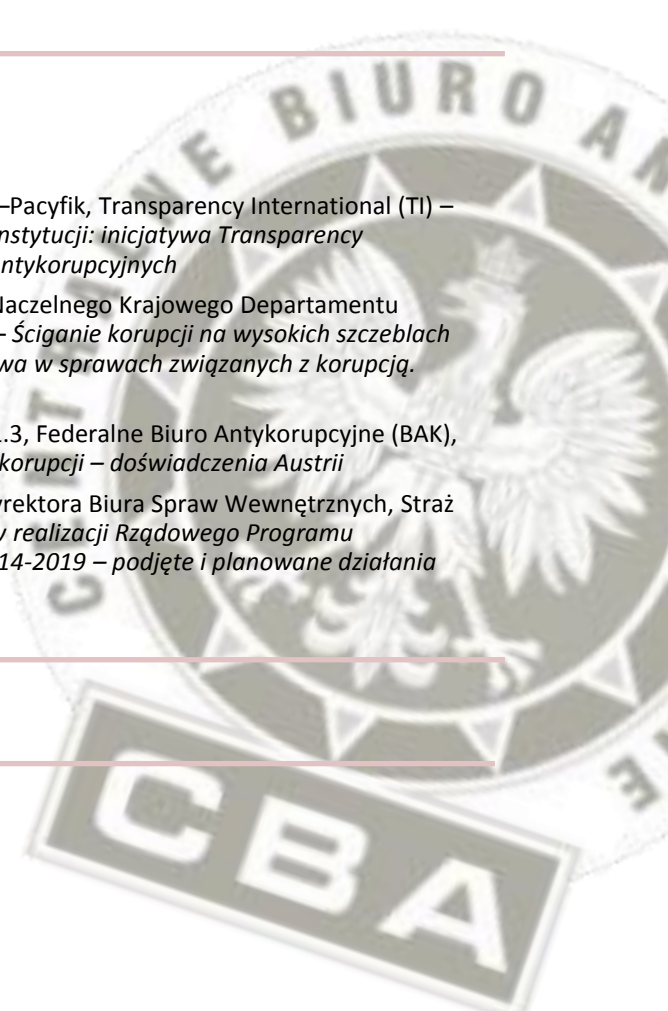 –Pacyfik, Transparency International (TI) –
nstytucji: inicjatywa Transparency
ntykorupcyjnych
Naczelnego Krajowego Departamentu
– Ściganie korupcji na wysokich szczeblach
wa w sprawach związanych z korupcją.
.3, Federalne Biuro Antykorupcyjne (BAK),
korupcji – doświadczenia Austrii
yrektora Biura Spraw Wewnętrznych, Straż
w realizacji Rządowego Programu
14-2019 – podjęte i planowane działania
BIURO AN
CBA